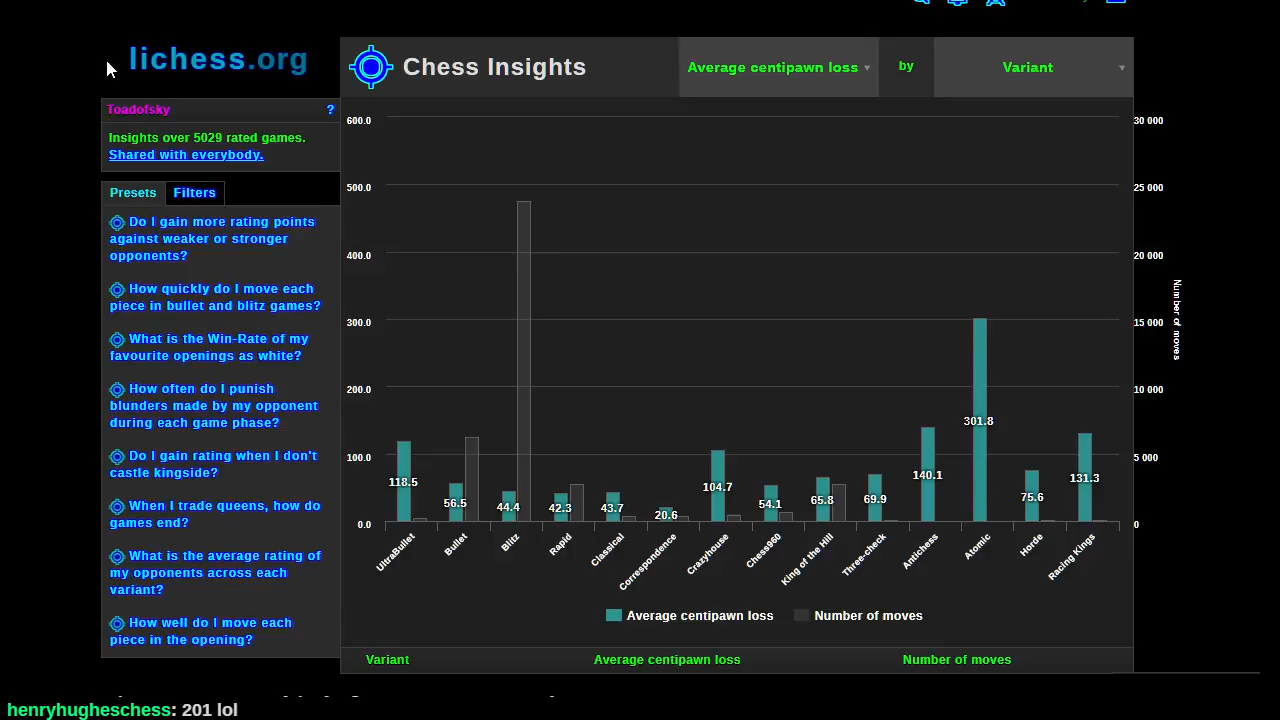 lichess.org
Chess Insights
Average centipawn loss
by
Variant
Toadofsky
?
Insights over 5029 rated games.
Shared with everybody.
Presets
Filters
Do I gain more rating points
against weaker or stronger
opponents?
How quickly do I move each
piece in bullet and blitz games?
What is the Win-Rate of my
favourite openings as white?
How often do I punish
blunders made by my opponent
during each game phase?
Do I gain rating when I don't
castle kingside?
When I trade queens, how do
games end?
What is the average rating of
my opponents across each
variant?
How well do I move each
piece in the opening?
600.0
500.0
400.0
300.0
200.0
100.0
0.0
30 000
25 000
20 000
15 000
10 000
5 000
0
Number of moves
118.5
56.5
44.4
42.3
43.7
20.6
104.7
54.1
65.8
69.9
140.1
301.8
75.6
131.3
UltraBullet
Bullet
Blitz
Rapid
Classical
Correspondence
Crazyhouse
Chess960
King of the Hill
Three-check
Antichess
Atomic
Horde
Racing Kings
Average centipawn loss
Number of moves
Variant
Average centipawn loss
Number of moves
henryhugheschess: 201 lol